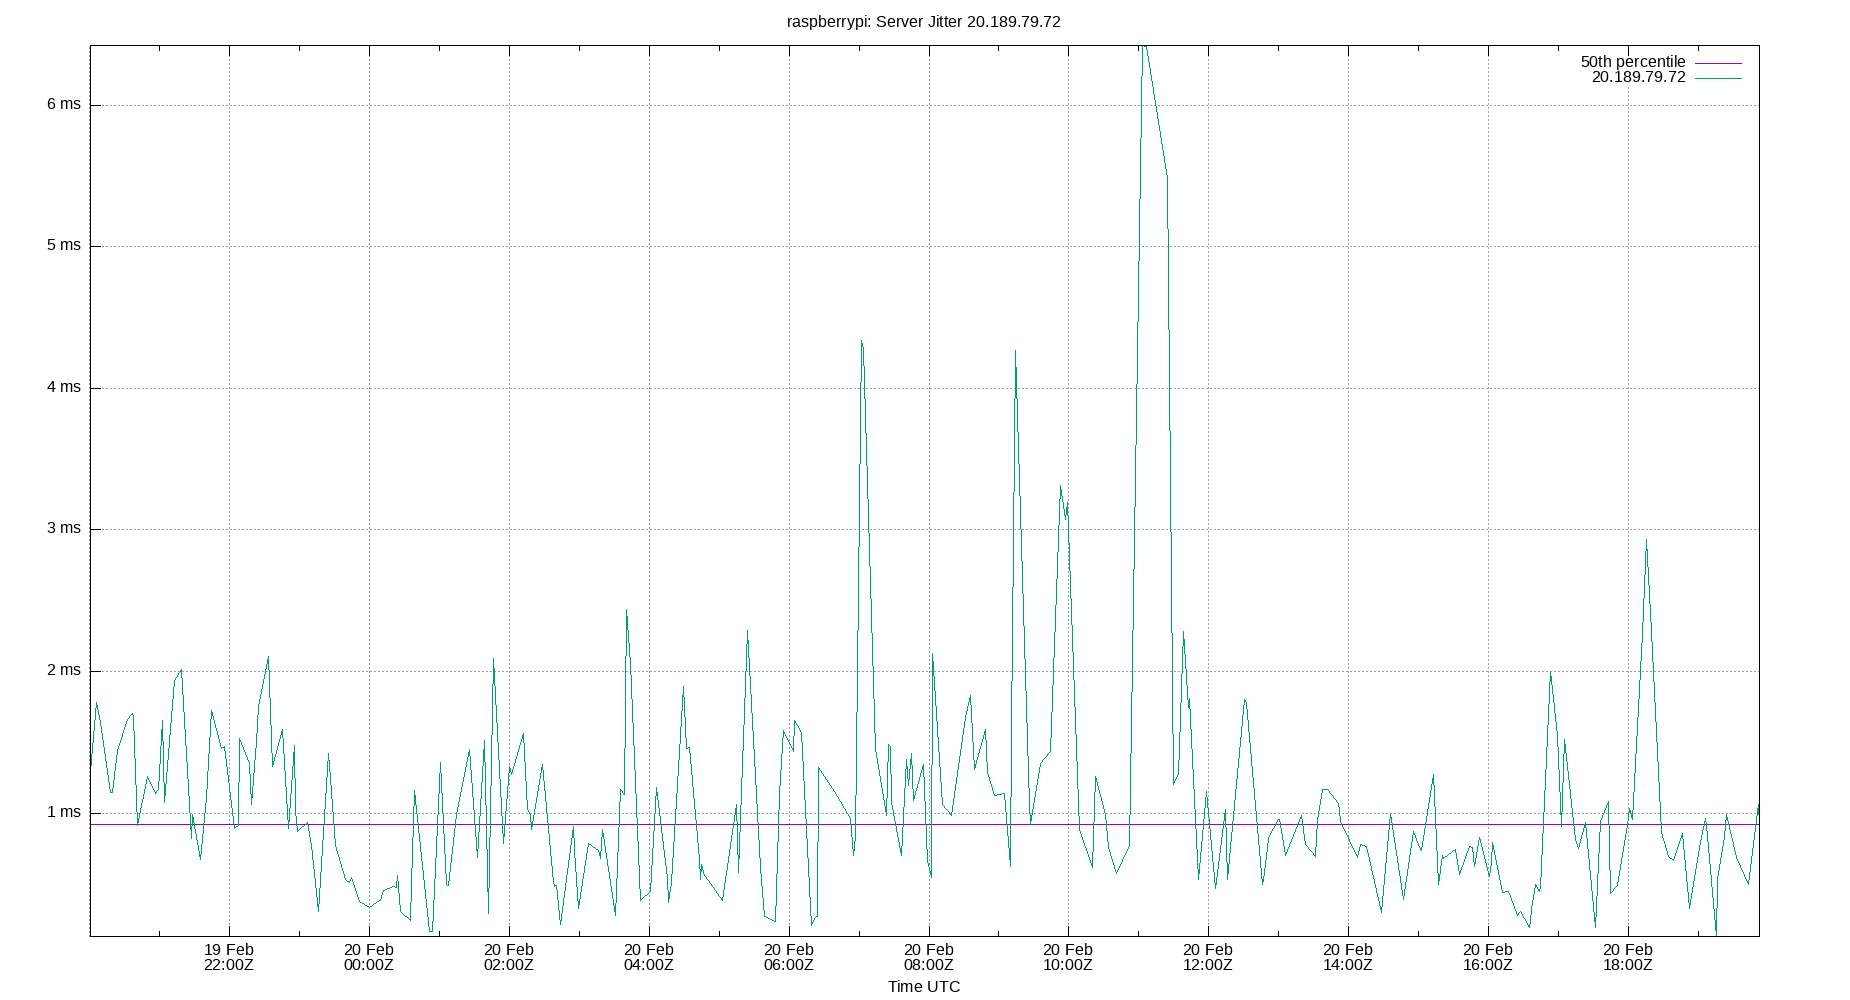 raspberrypi: Server Jitter 20.189.79.72
50th percentile
20.189.79.72
6 ms
5 ms
4 ms
3 ms
2 ms
1 ms
19 Feb 20 Feb 20 Feb 20 Feb 20 Feb 20 Feb 20 Feb 20 Feb 20 Feb 20 Feb 20 Feb
22:00Z 00:00Z 02:00Z 04:00Z 06:00Z 08:00Z 10:00Z 12:00Z 14:00Z 16:00Z 18:00Z
Time UTC